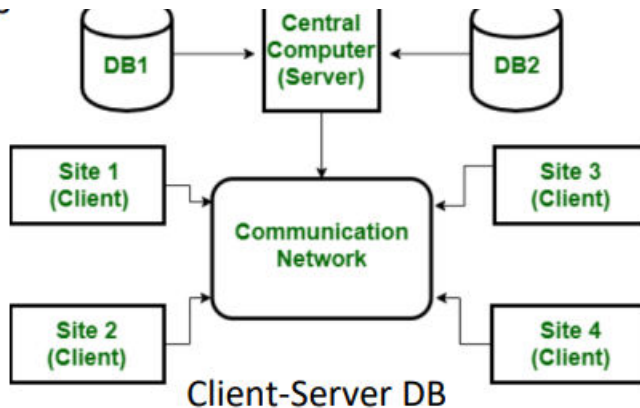 DB1
Central
Computer
(Server)
DB2
Site 1
(Client)
Site 3
(Client)
Communication
Network
Site 2
(Client)
Site 4
(Client)
Client-Server DB